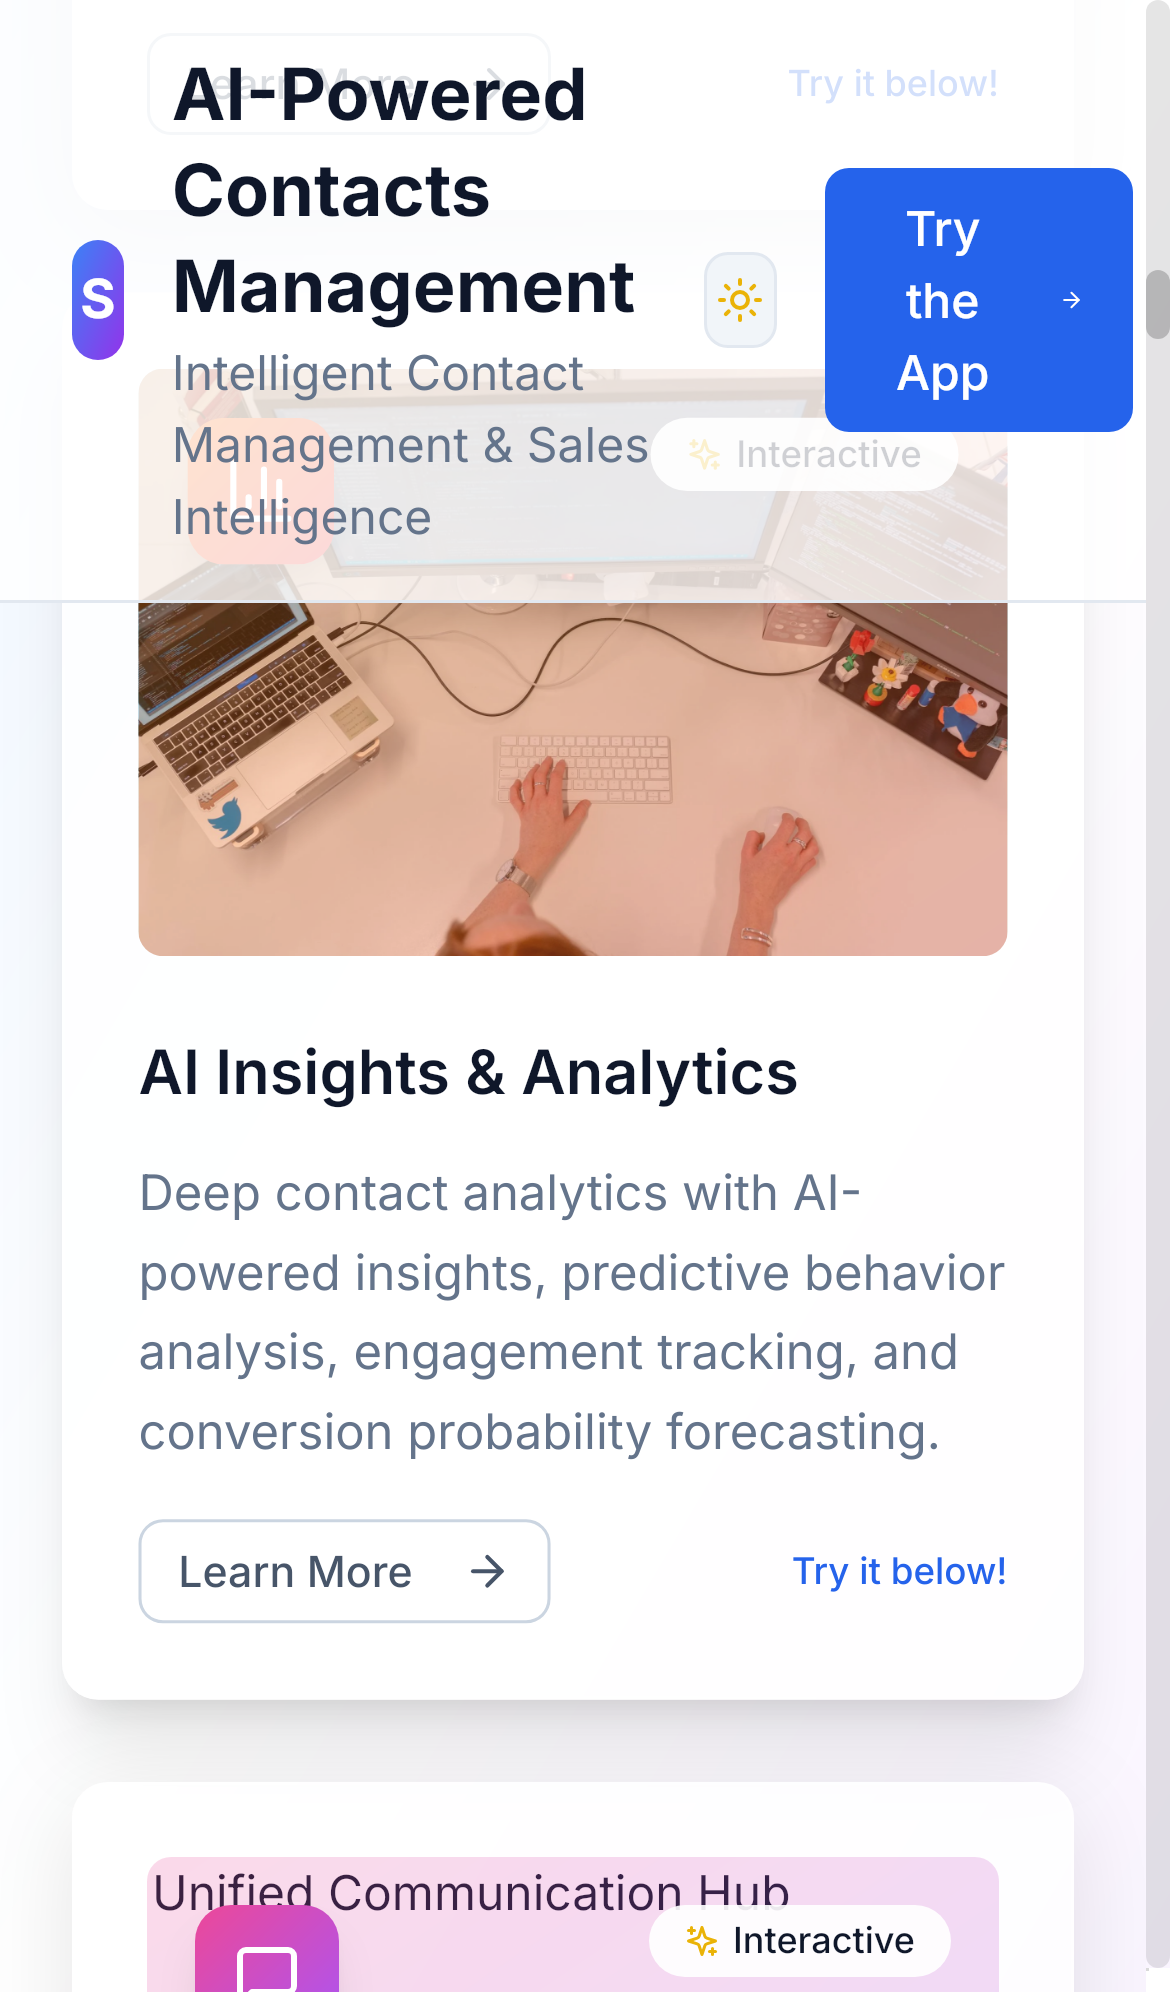 Learn More
Try it below!
AI-Powered
Contacts
Management
S
Try
the
App
Intelligent Contact
Management & Sales
Intelligence
Interactive
AI Insights & Analytics
Deep contact analytics with AI-
powered insights, predictive behavior
analysis, engagement tracking, and
conversion probability forecasting.
Learn More
Try it below!
Unified Communication Hub
Interactive